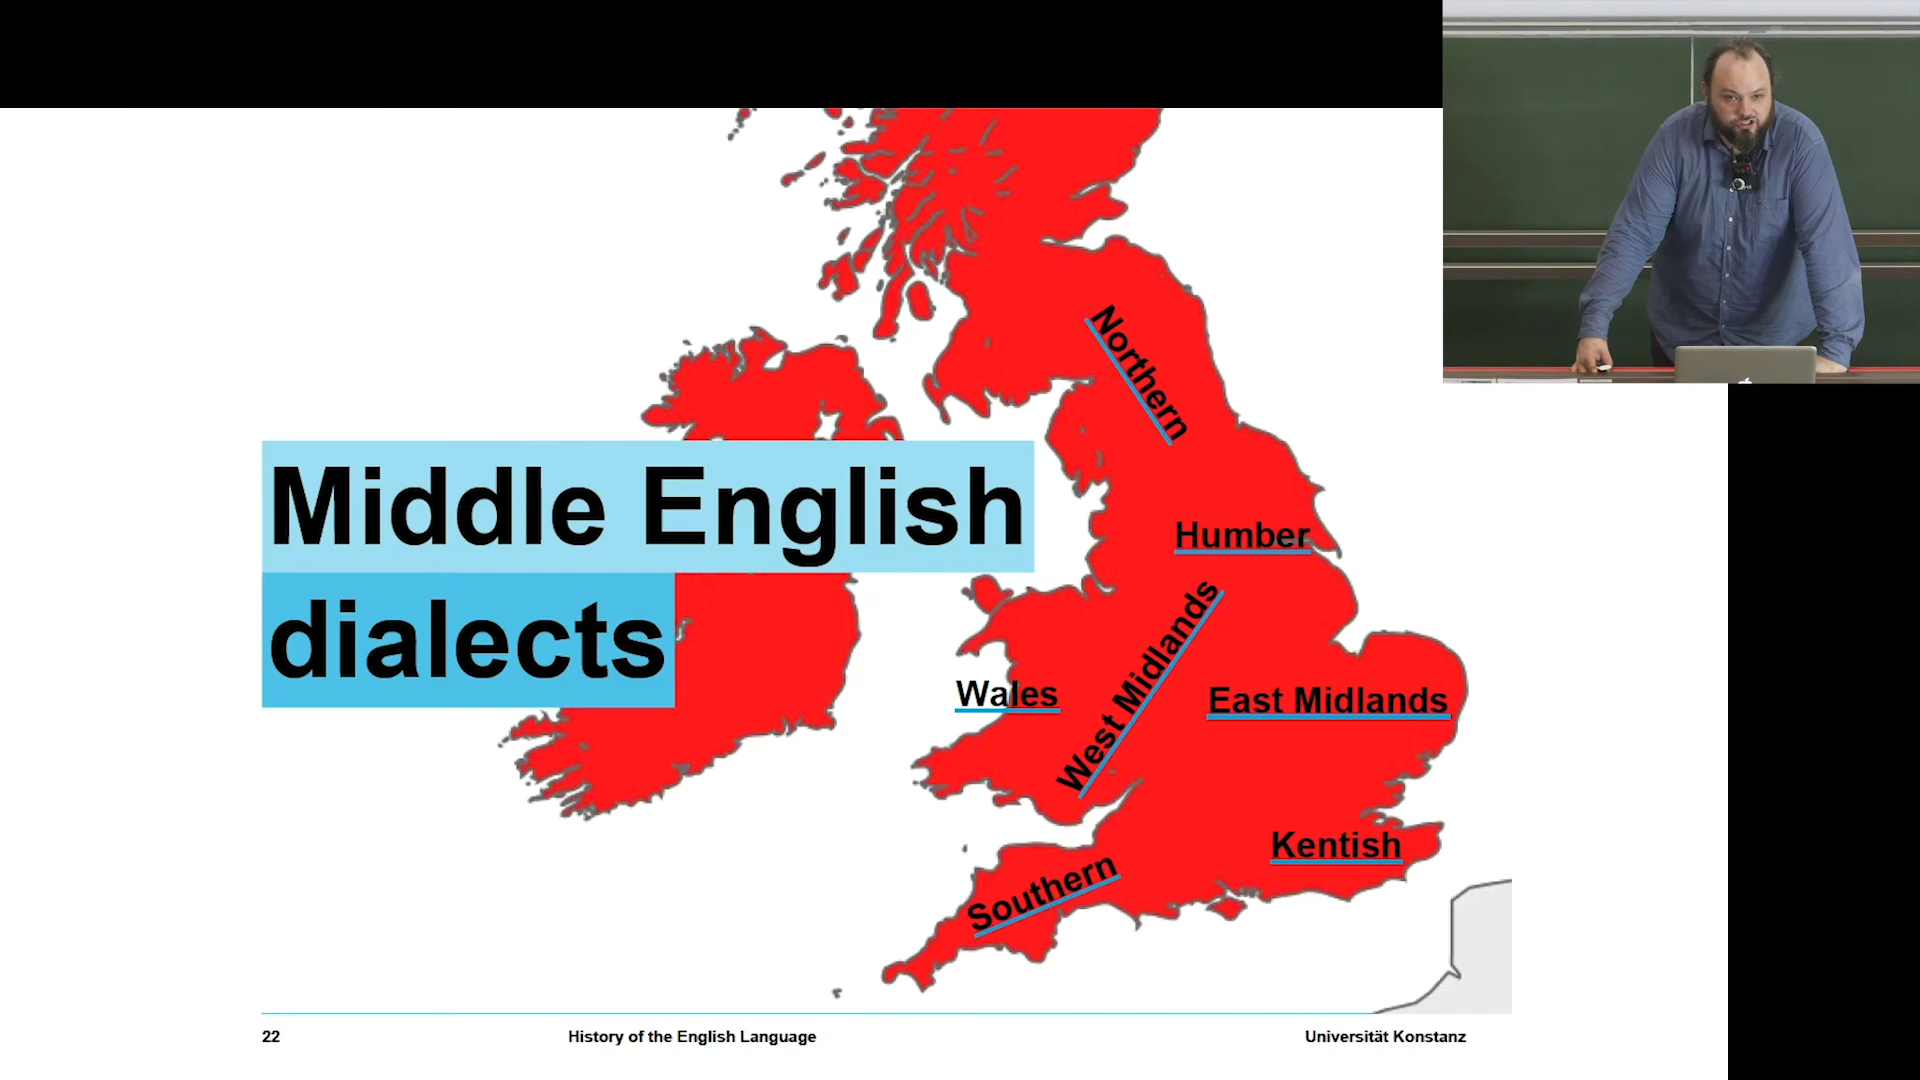 Middle English
dialects
Northern
Humber
West Midlands
Wales
East Midlands
Kentish
Southern
22
History of the English Language
Universität Konstanz